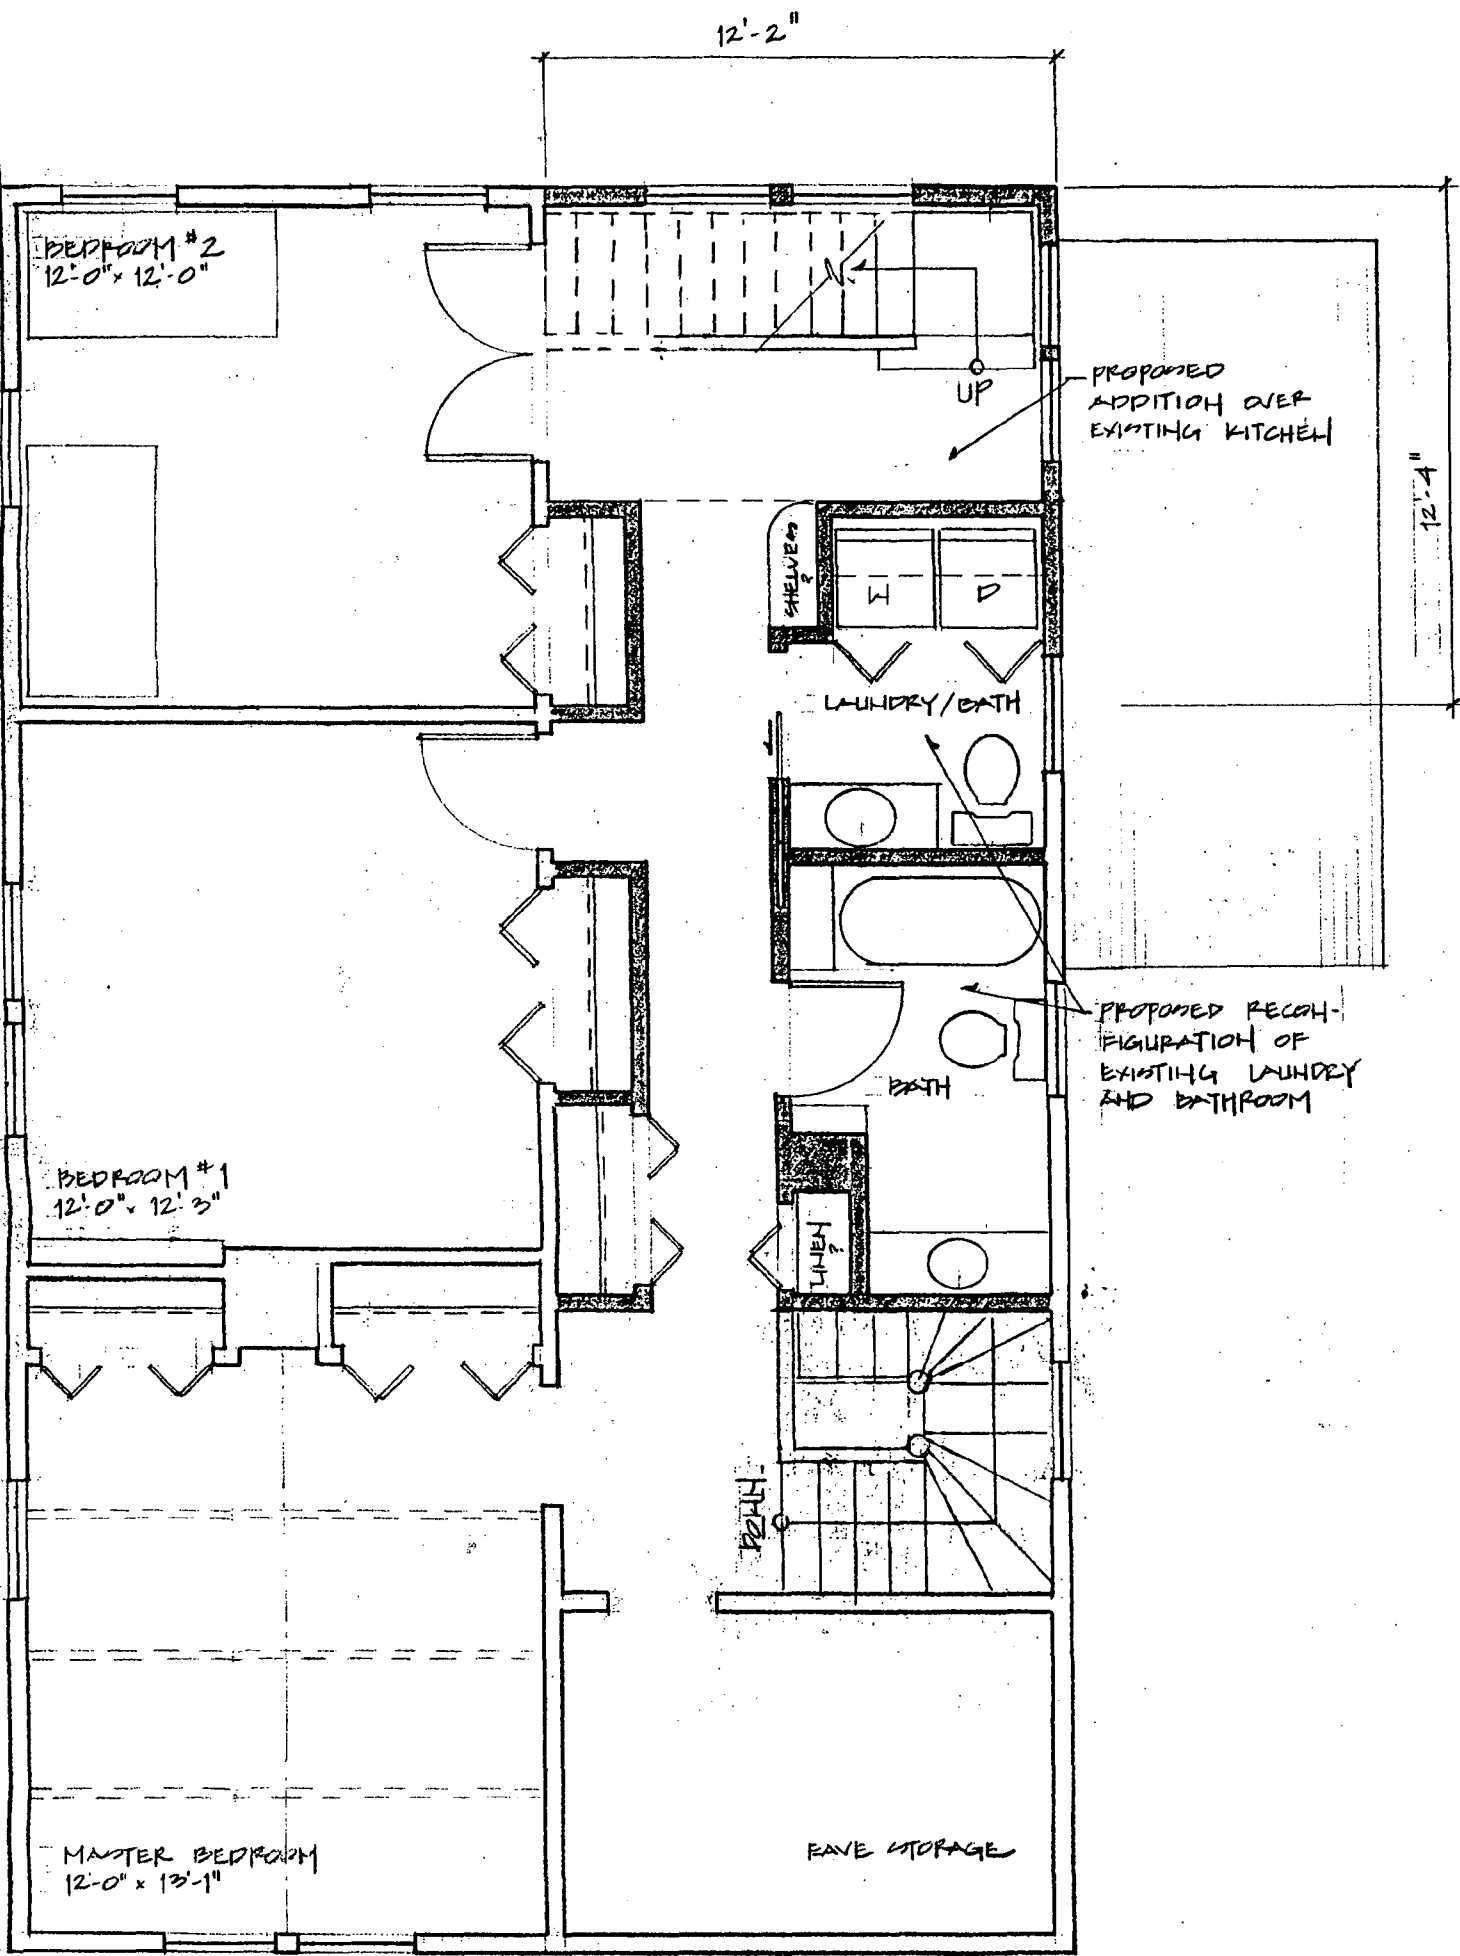 12'-2"
BEDROOM #2
12'-0" x 12'-0"
UP
PROPOSED
ADDITION OVER
EXISTING KITCHEN
12'-4"
SHELVES
?
W
D
LAUNDRY/BATH
PROPOSED RECON-
FIGURATION OF
EXISTING LAUNDRY
AND BATHROOM
BATH
BEDROOM #1
12'-0" x 12'-3"
LINEN
?
DOWN
MASTER BEDROOM
12'-0" x 13'-1"
EAVE STORAGE